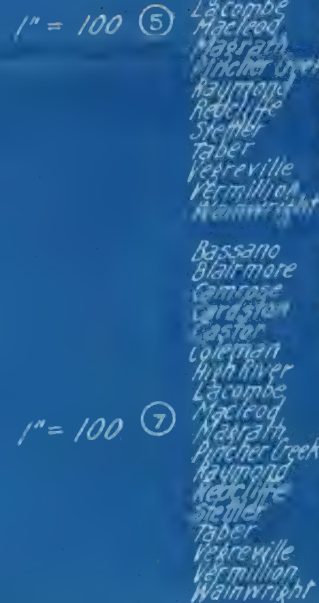 Lacombe
1" = 100 (5) Macleod
Magrath
Pincher Creek
Raymond
Redcliffe
Stettler
Taber
Vegreville
Vermillion
Wainwright
Bassano
Blairmore
Camrose
Cardston
Castor
Coleman
High River
Lacombe
Macleod
1" = 100 (7) Magrath
Pincher Creek
Raymond
Redcliffe
Stettler
Taber
Vegreville
Vermillion
Wainwright